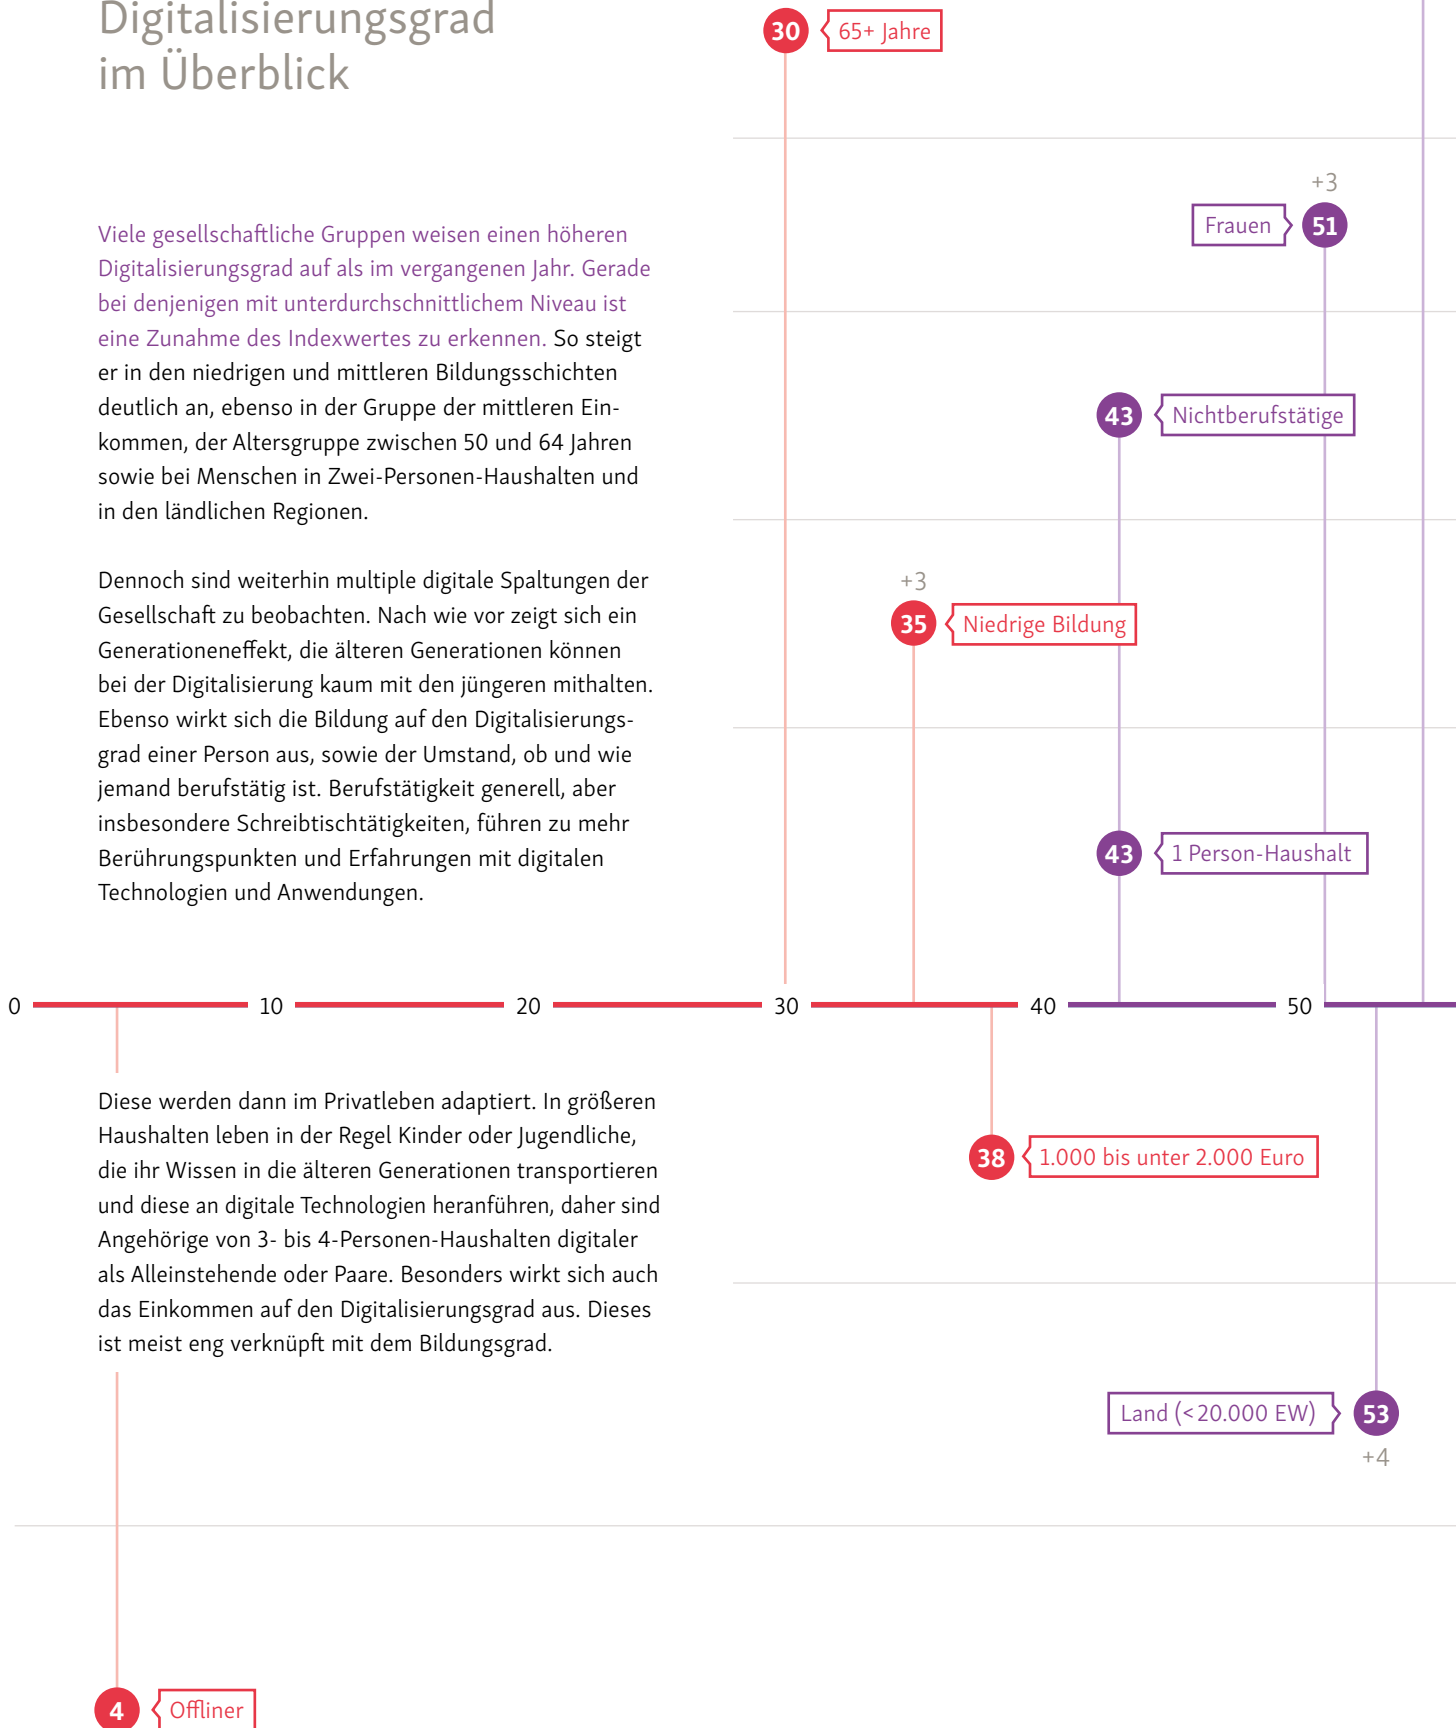 Digitalisierungsgrad
im Überblick
Viele gesellschaftliche Gruppen weisen einen höheren
Digitalisierungsgrad auf als im vergangenen Jahr. Gerade
bei denjenigen mit unterdurchschnittlichem Niveau ist
eine Zunahme des Indexwertes zu erkennen. So steigt
er in den niedrigen und mittleren Bildungsschichten
deutlich an, ebenso in der Gruppe der mittleren Ein-
kommen, der Altersgruppe zwischen 50 und 64 Jahren
sowie bei Menschen in Zwei-Personen-Haushalten und
in den ländlichen Regionen.
Dennoch sind weiterhin multiple digitale Spaltungen der
Gesellschaft zu beobachten. Nach wie vor zeigt sich ein
Generationeneffekt, die älteren Generationen können
bei der Digitalisierung kaum mit den jüngeren mithalten.
Ebenso wirkt sich die Bildung auf den Digitalisierungs-
grad einer Person aus, sowie der Umstand, ob und wie
jemand berufstätig ist. Berufstätigkeit generell, aber
insbesondere Schreibtischtätigkeiten, führen zu mehr
Berührungspunkten und Erfahrungen mit digitalen
Technologien und Anwendungen.
30 65+ Jahre
+3
Frauen 51
43 Nichtberufstätige
+3
35 Niedrige Bildung
43 1 Person-Haushalt
0 10 20 30 40 50
Diese werden dann im Privatleben adaptiert. In größeren
Haushalten leben in der Regel Kinder oder Jugendliche,
die ihr Wissen in die älteren Generationen transportieren
und diese an digitale Technologien heranführen, daher sind
Angehörige von 3- bis 4-Personen-Haushalten digitaler
als Alleinstehende oder Paare. Besonders wirkt sich auch
das Einkommen auf den Digitalisierungsgrad aus. Dieses
ist meist eng verknüpft mit dem Bildungsgrad.
38 1.000 bis unter 2.000 Euro
Land (<20.000 EW) 53
+4
4 Offliner